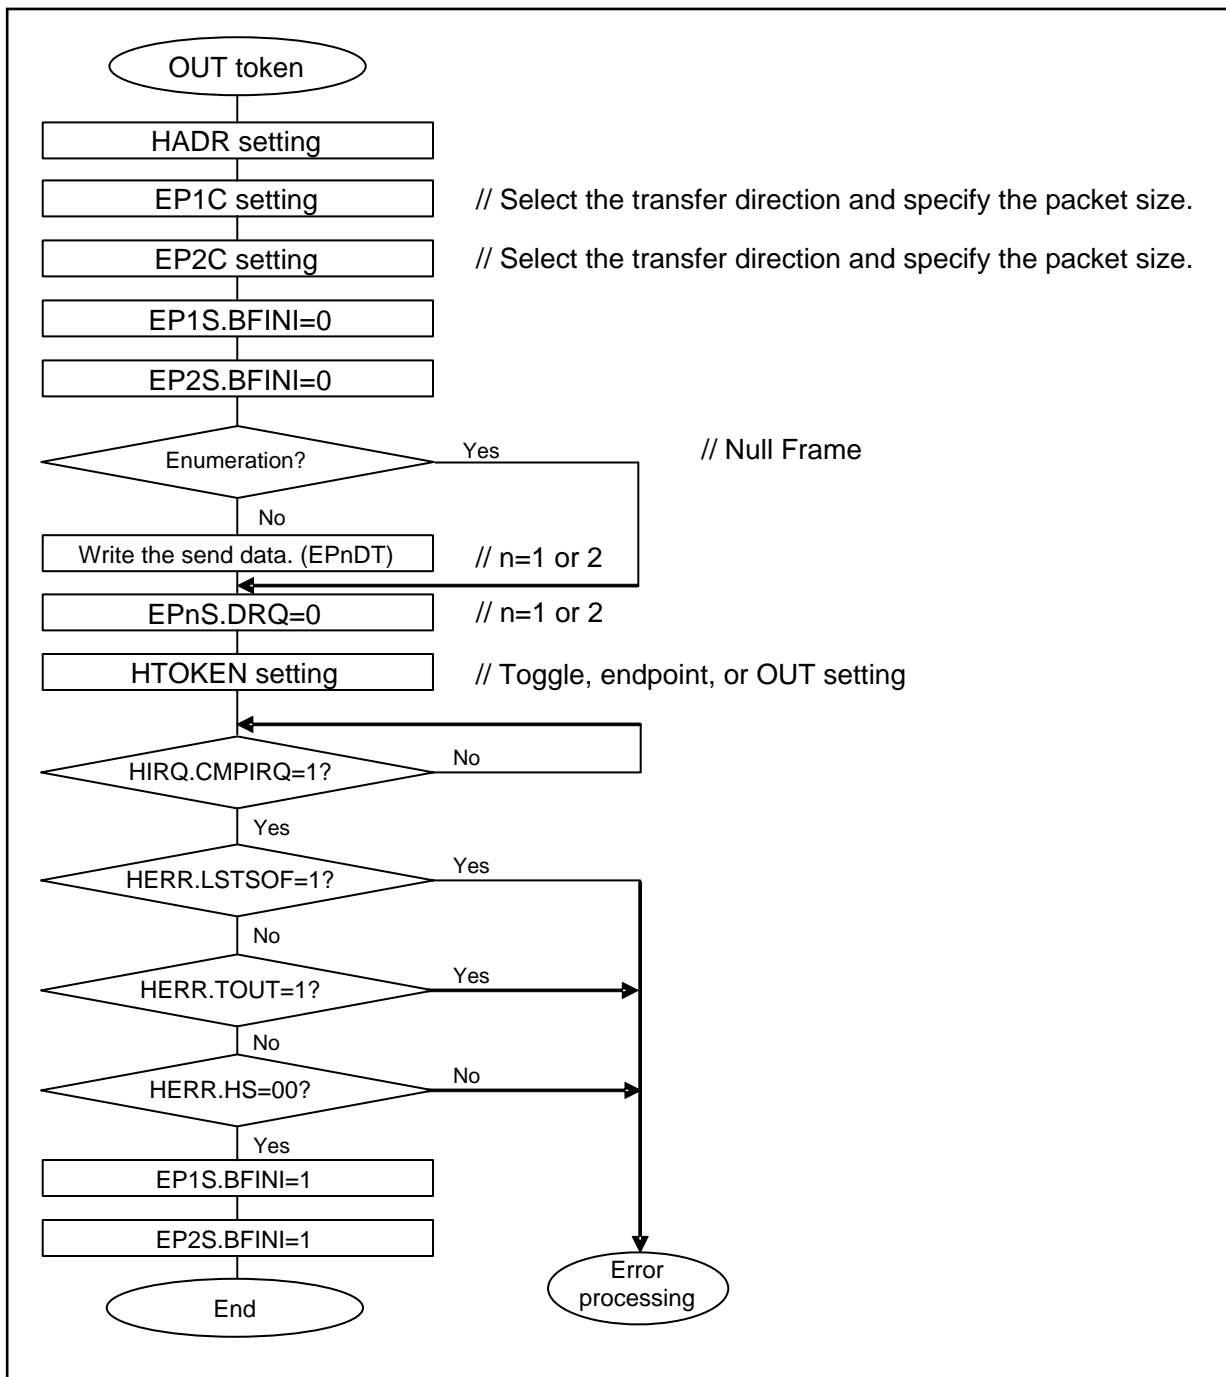 OUT token
HADR setting
EP1C setting // Select the transfer direction and specify the packet size.
EP2C setting // Select the transfer direction and specify the packet size.
EP1S.BFINI=0
EP2S.BFINI=0
Enumeration? Yes // Null Frame
No
Write the send data. (EPnDT) // n=1 or 2
EPnS.DRQ=0 // n=1 or 2
HTOKEN setting // Toggle, endpoint, or OUT setting
HIRQ.CMPIRQ=1? No
Yes
HERR.LSTSOF=1? Yes
No
HERR.TOUT=1? Yes
No
HERR.HS=00? No
Yes
EP1S.BFINI=1
EP2S.BFINI=1
End
Error
processing